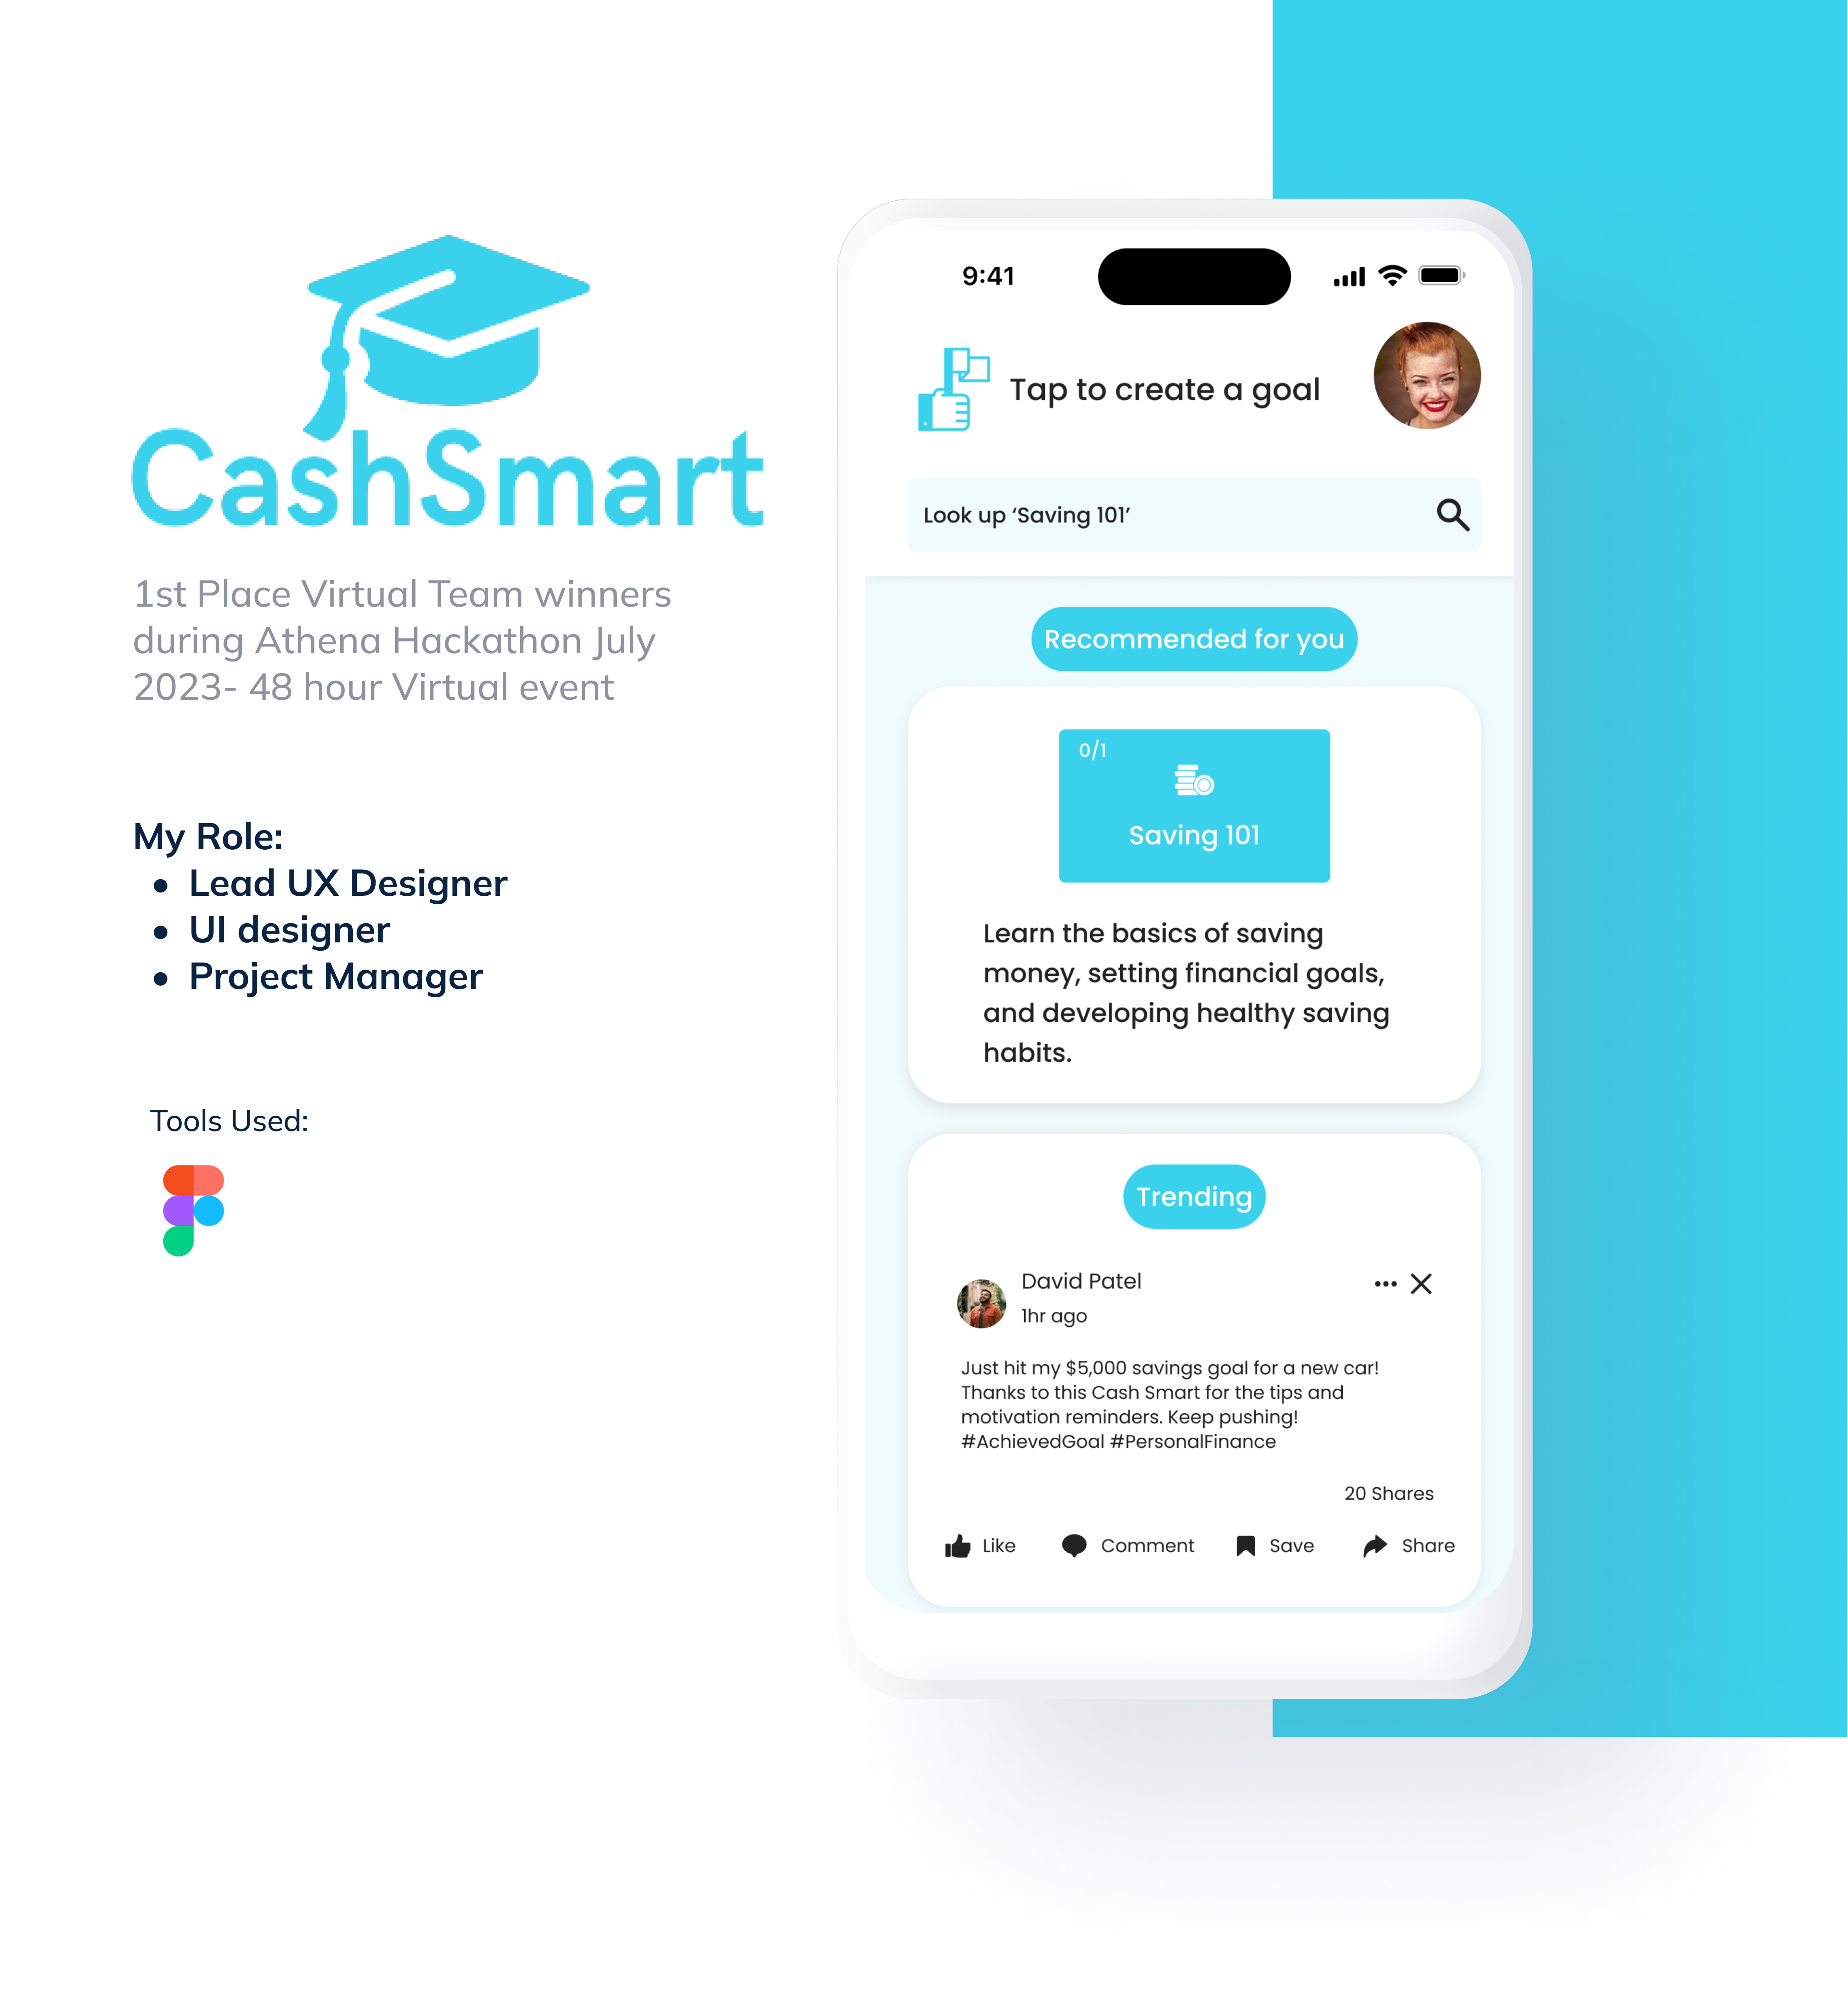 CashSmart
1st Place Virtual Team winners
during Athena Hackathon July
2023- 48 hour Virtual event
My Role:
• Lead UX Designer
• UI designer
• Project Manager
Tools Used:
9:41
Tap to create a goal
Look up ‘Saving 101’
Recommended for you
0/1
Saving 101
Learn the basics of saving
money, setting financial goals,
and developing healthy saving
habits.
Trending
David Patel
1hr ago
Just hit my $5,000 savings goal for a new car!
Thanks to this Cash Smart for the tips and
motivation reminders. Keep pushing!
#AchievedGoal #PersonalFinance
20 Shares
Like Comment Save Share